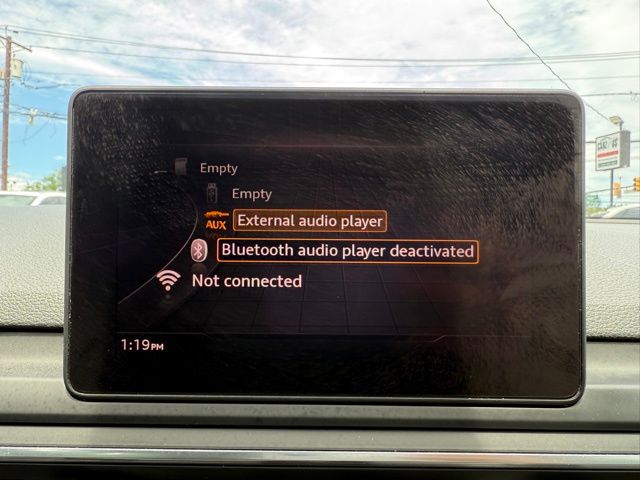 Empty
Empty
AUX External audio player
Bluetooth audio player deactivated
Not connected
1:19PM